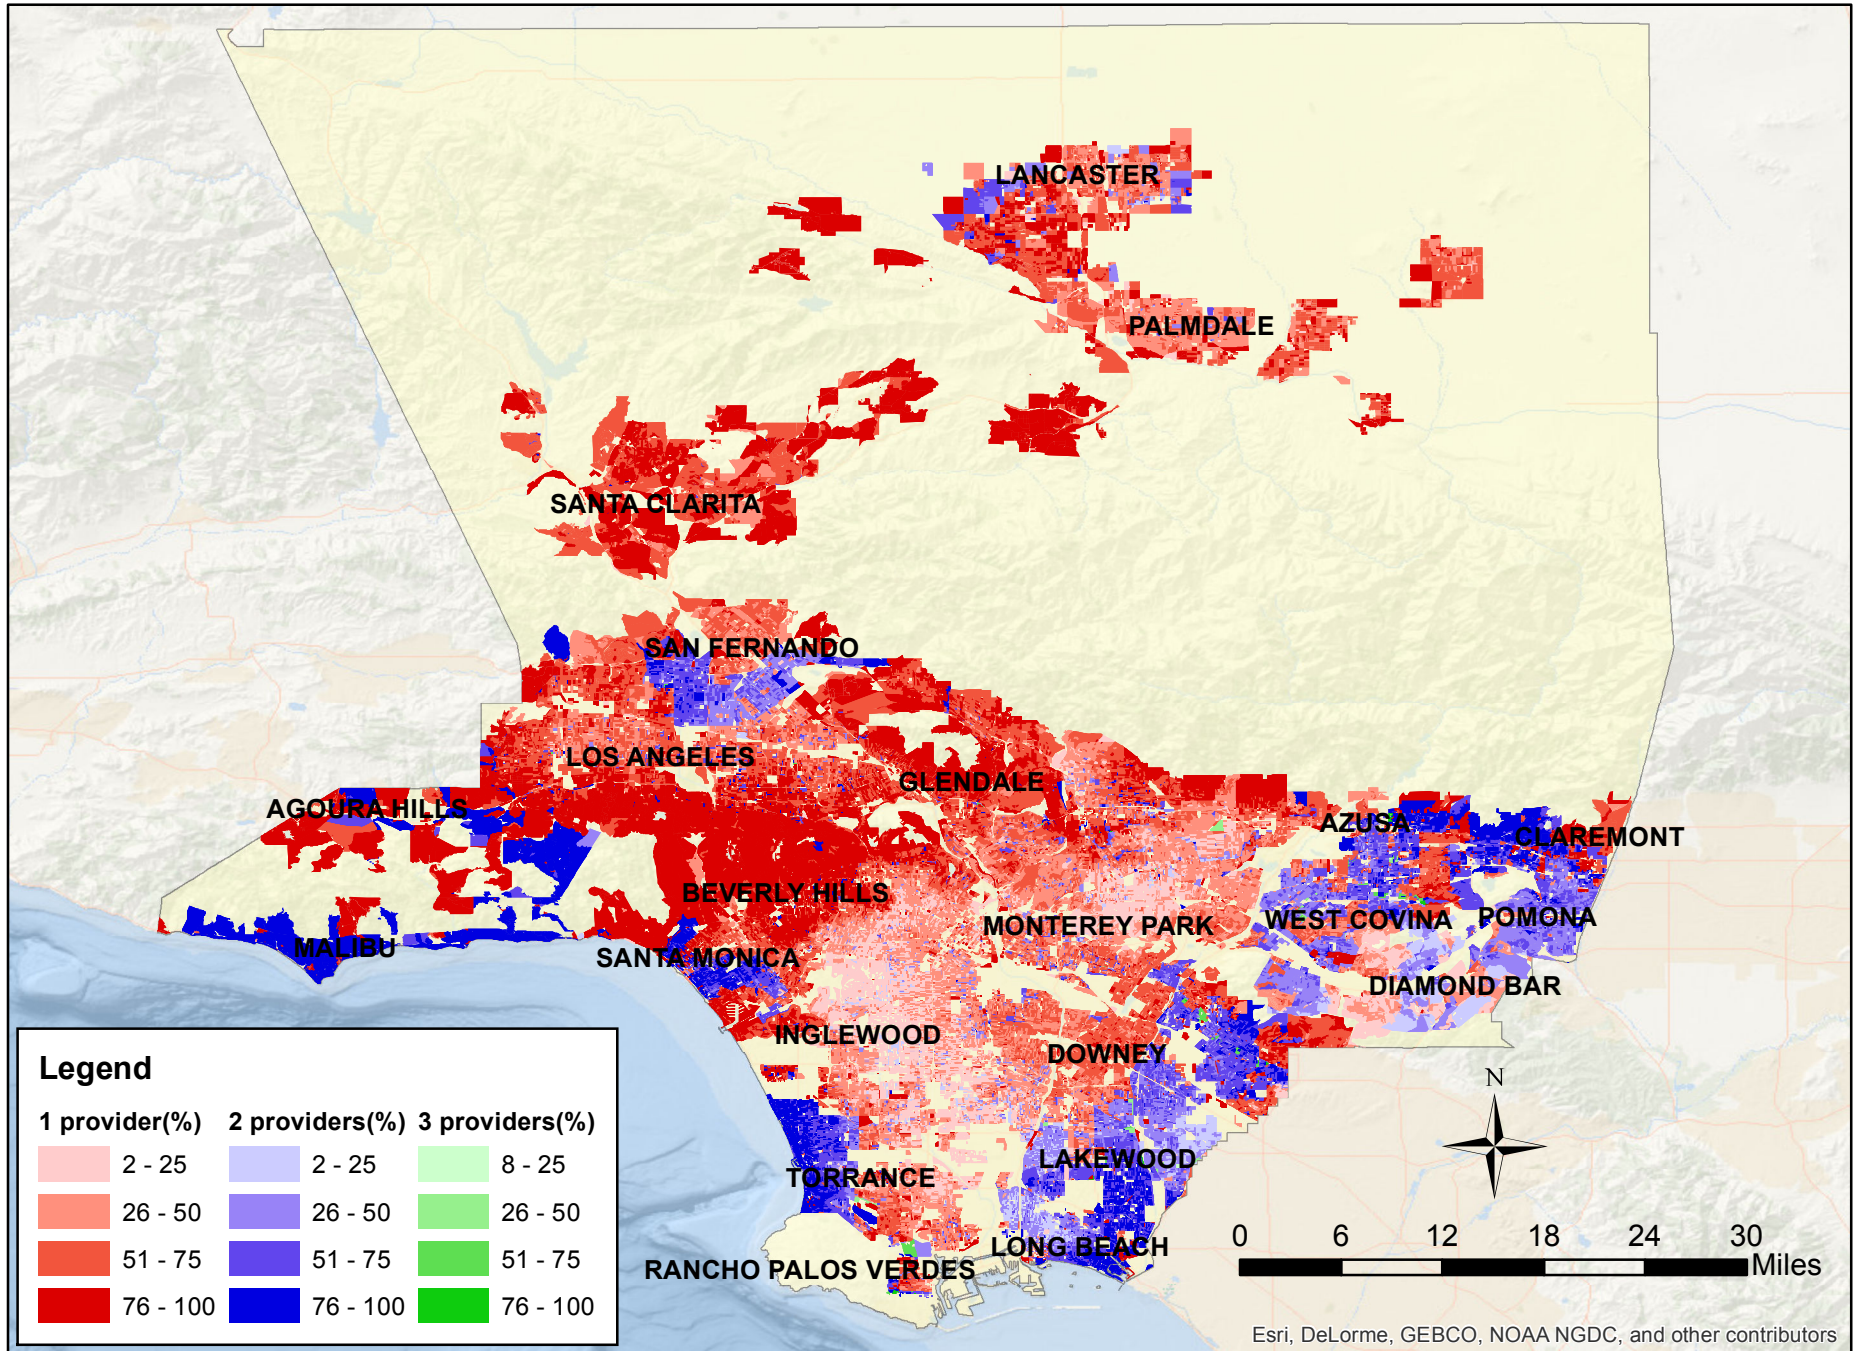 LANCASTER
PALMDALE
SANTA CLARITA
SAN FERNANDO
LOS ANGELES
GLENDALE
AGOURA HILLS
AZUSA
CLAREMONT
BEVERLY HILLS
MONTEREY PARK
WEST COVINA
POMONA
MALIBU
SANTA MONICA
DIAMOND BAR
INGLEWOOD
DOWNEY
LAKEWOOD
TORRANCE
LONG BEACH
RANCHO PALOS VERDES
Legend
1 provider(%) 2 providers(%) 3 providers(%)
2 - 25 2 - 25 8 - 25
26 - 50 26 - 50 26 - 50
51 - 75 51 - 75 51 - 75
76 - 100 76 - 100 76 - 100
N
0 6 12 18 24 30
Miles
Esri, DeLorme, GEBCO, NOAA NGDC, and other contributors